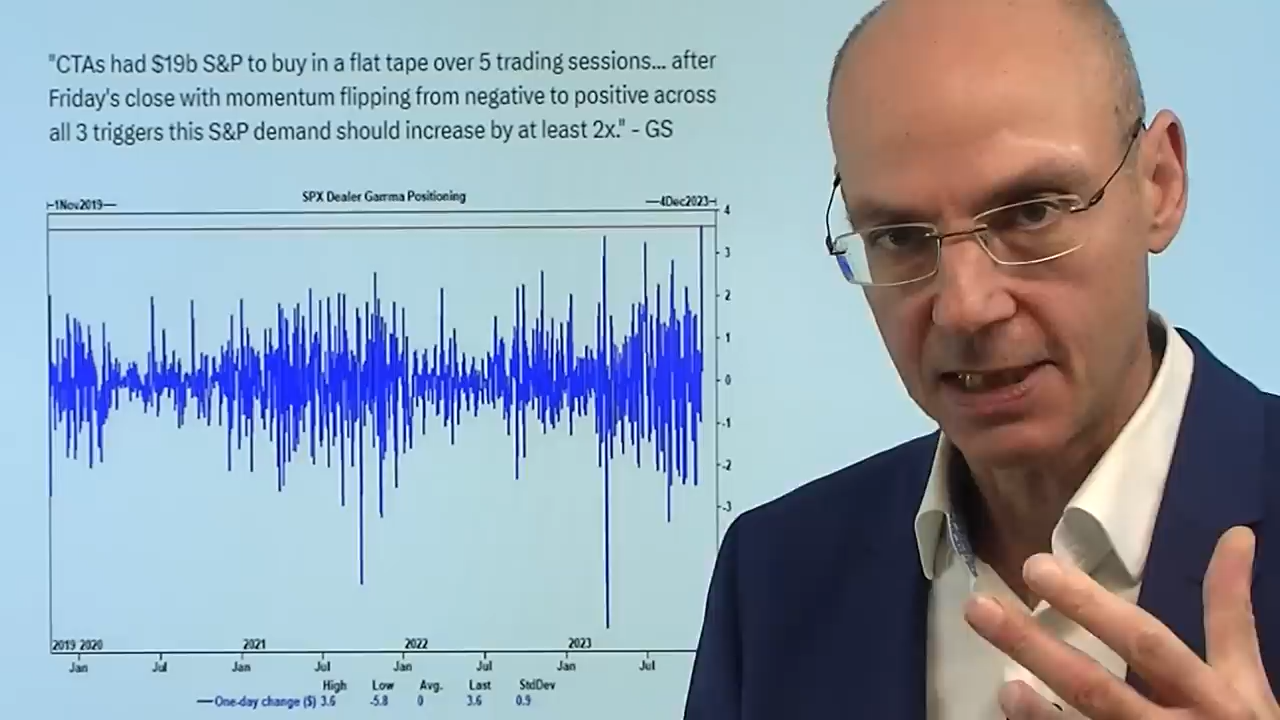 "CTAs had $19b S&P to buy in a flat tape over 5 trading sessions... after
Friday's close with momentum flipping from negative to positive across
all 3 triggers this S&P demand should increase by at least 2x." - GS
SPX Dealer Gamma Positioning
1Nov2019
4Dec2023
4
3
2
1
0
-1
-2
-3
2019 2020 2021 2022 2023
Jan Jul Jan Jul Jan Jul Jan Jul
High Low Avg. Last StdDev
One-day change ($) 3.6 -5.8 0 3.6 0.9